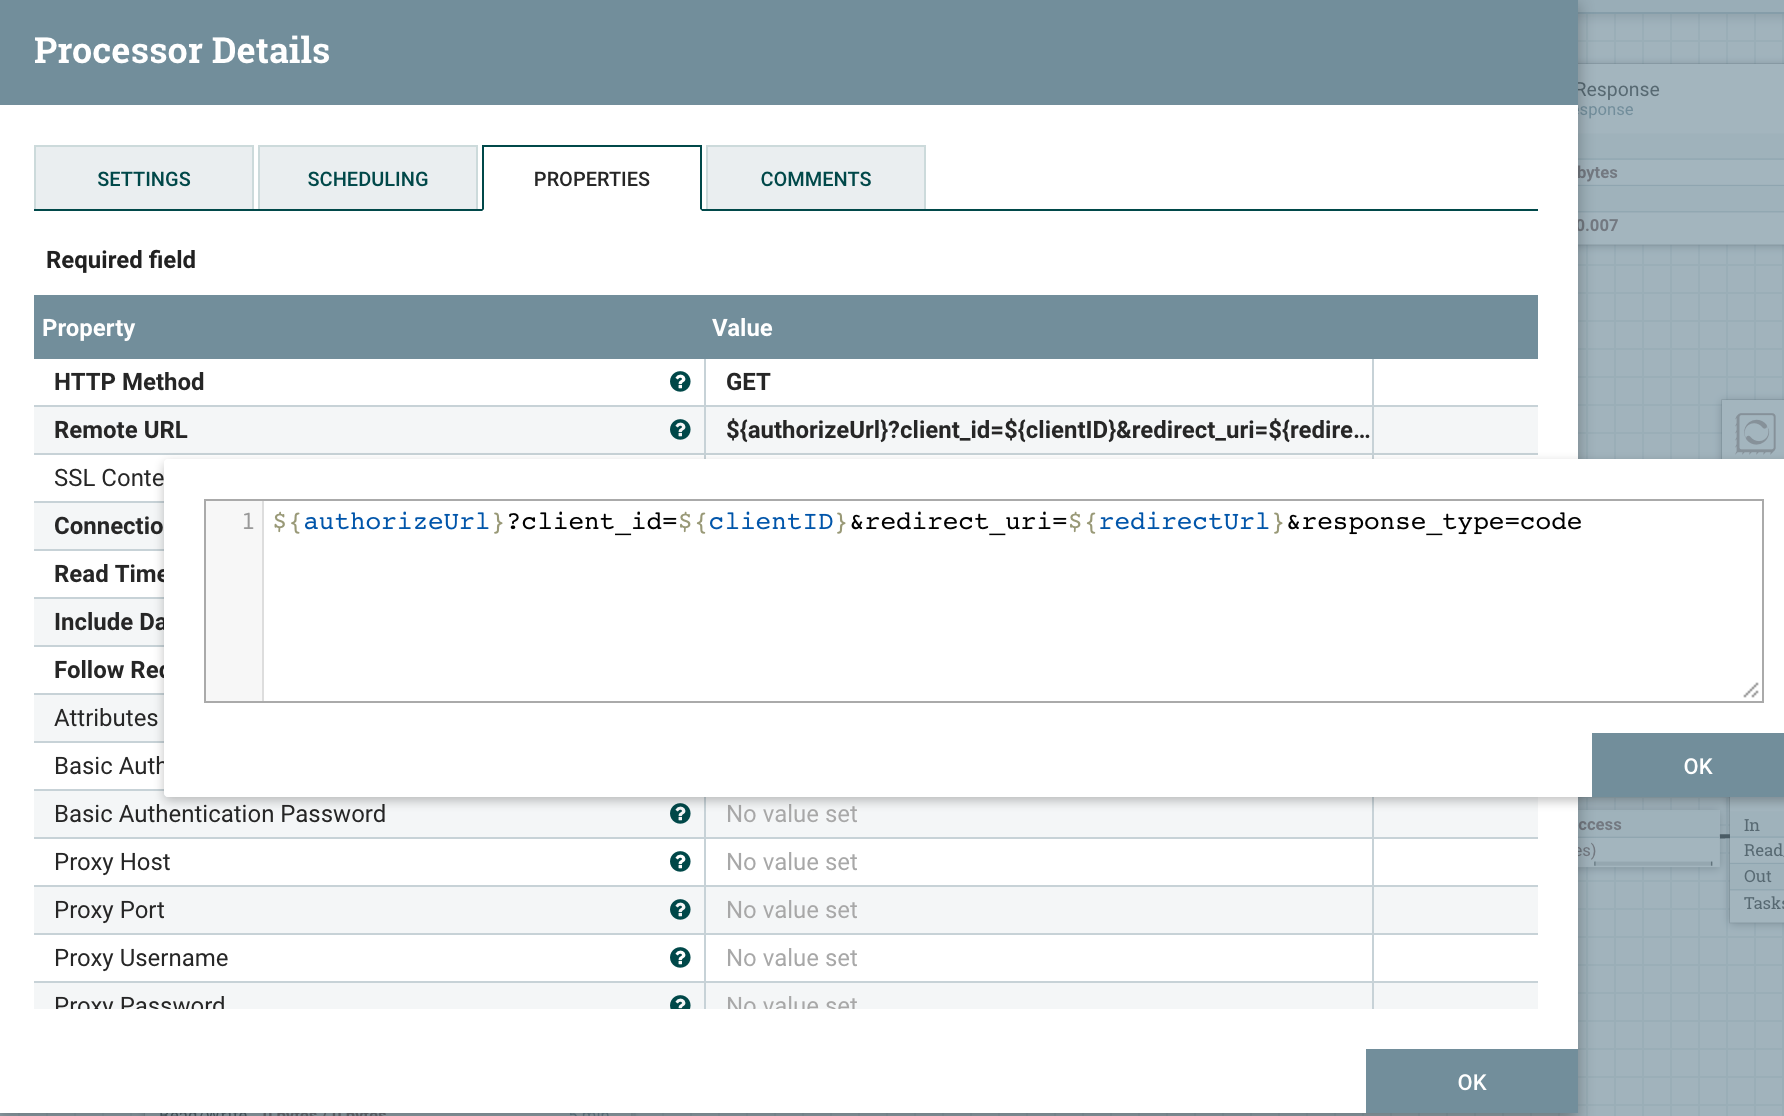 Processor Details
Response
sponse
SETTINGS SCHEDULING PROPERTIES COMMENTS
bytes
0.007
Required field
Property Value
HTTP Method GET
Remote URL ${authorizeUrl}?client_id=${clientID}&redirect_uri=${redire...
SSL Conte
1 ${authorizeUrl}?client_id=${clientID}&redirect_uri=${redirectUrl}&response_type=code
Connectio
Read Time
Include Da
Follow Rec
Attributes
Basic Auth
OK
Basic Authentication Password No value set
ccess
In
es)
Read
Proxy Host No value set
Out
Proxy Port No value set
Tasks
Proxy Username No value set
Proxy Password No value set
OK